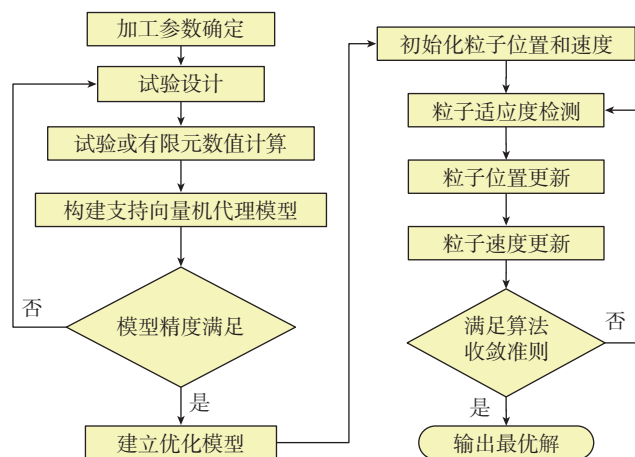 加工参数确定
试验设计
试验或有限元数值计算
构建支持向量机代理模型
否
模型精度满足
是
建立优化模型
初始化粒子位置和速度
粒子适应度检测
粒子位置更新
粒子速度更新
满足算法
收敛准则
否
是
输出最优解